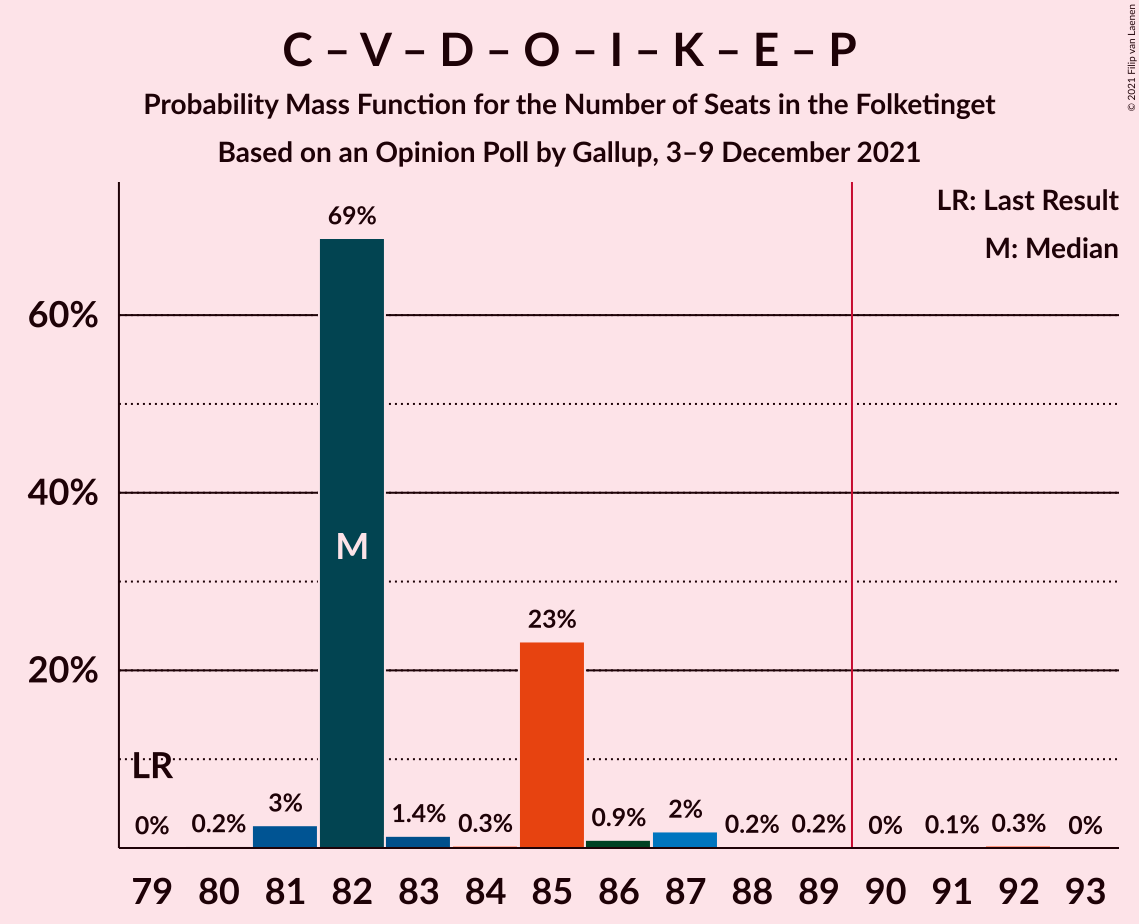 C – V – D – O – I – K – E – P
Probability Mass Function for the Number of Seats in the Folketinget
Based on an Opinion Poll by Gallup, 3–9 December 2021
© 2021 Filip van Laenen
LR: Last Result
M: Median
60%
40%
20%
69%
M
23%
LR
0%
0.2%
3%
1.4%
0.3%
0.9%
2%
0.2%
0.2%
0%
0.1%
0.3%
0%
79 80 81 82 83 84 85 86 87 88 89 90 91 92 93